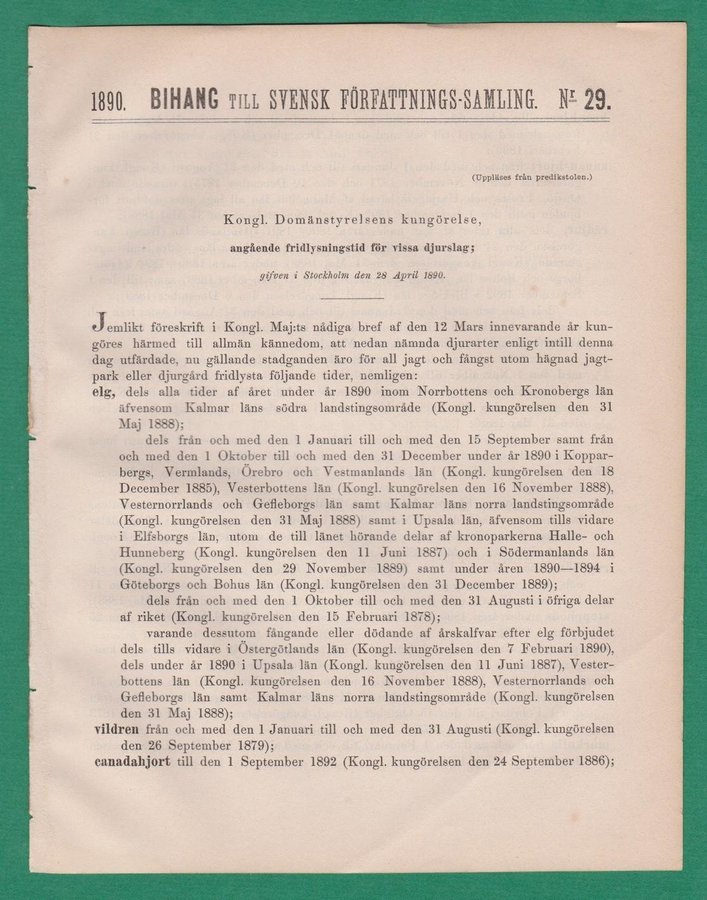 1890. BIHANG TILL SVENSK FÖRFATTNINGS-SAMLING. Nr 29.
(Uppläses från predikstolen.)
Kongl. Domänstyrelsens kungörelse,
angående fridlysningstid för vissa djurslag;
gifven i Stockholm den 28 April 1890.
Jemlikt föreskrift i Kongl. Maj:ts nådiga bref af den 12 Mars innevarande år kun-
göres härmed till allmän kännedom, att nedan nämnda djurarter enligt intill denna
dag utfärdade, nu gällande stadganden äro för all jagt och fångst utom hägnad jagt-
park eller djurgård fridlysta följande tider, nemligen:
elg, dels alla tider af året under år 1890 inom Norrbottens och Kronobergs län
äfvensom Kalmar läns södra landstingsområde (Kongl. kungörelsen den 31
Maj 1888);
dels från och med den 1 Januari till och med den 15 September samt från
och med den 1 Oktober till och med den 31 December under år 1890 i Koppar-
bergs, Vermlands, Örebro och Vestmanlands län (Kongl. kungörelsen den 18
December 1885), Vesterbottens län (Kongl. kungörelsen den 16 November 1888),
Vesternorrlands och Gefleborgs län samt Kalmar läns norra landstingsområde
(Kongl. kungörelsen den 31 Maj 1888) samt i Upsala län, äfvensom tills vidare
i Elfsborgs län, utom de till länet hörande delar af kronoparkerna Halle- och
Hunneberg (Kongl. kungörelsen den 11 Juni 1887) och i Södermanlands län
(Kongl. kungörelsen den 29 November 1889) samt under åren 1890—1894 i
Göteborgs och Bohus län (Kongl. kungörelsen den 31 December 1889);
dels från och med den 1 Oktober till och med den 31 Augusti i öfriga delar
af riket (Kongl. kungörelsen den 15 Februari 1878);
varande dessutom fångande eller dödande af årskalfvar efter elg förbjudet
dels tills vidare i Östergötlands län (Kongl. kungörelsen den 7 Februari 1890),
dels under år 1890 i Upsala län (Kongl. kungörelsen den 11 Juni 1887), Vester-
bottens län (Kongl. kungörelsen den 16 November 1888), Vesternorrlands och
Gefleborgs län samt Kalmar läns norra landstingsområde (Kongl. kungörelsen
den 31 Maj 1888);
vildren från och med den 1 Januari till och med den 31 Augusti (Kongl. kungörelsen
den 26 September 1879);
canadahjort till den 1 September 1892 (Kongl. kungörelsen den 24 September 1886);